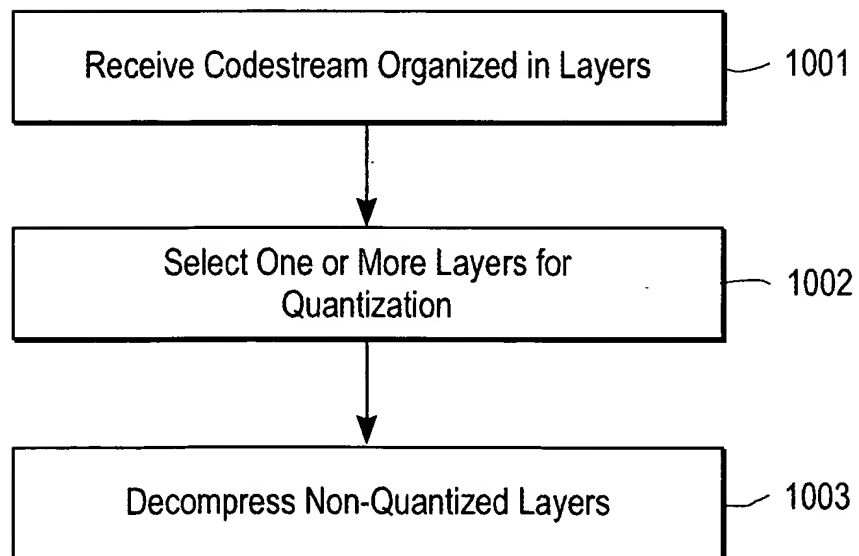 Receive Codestream Organized in Layers
1001
Select One or More Layers for
Quantization
1002
Decompress Non-Quantized Layers
1003